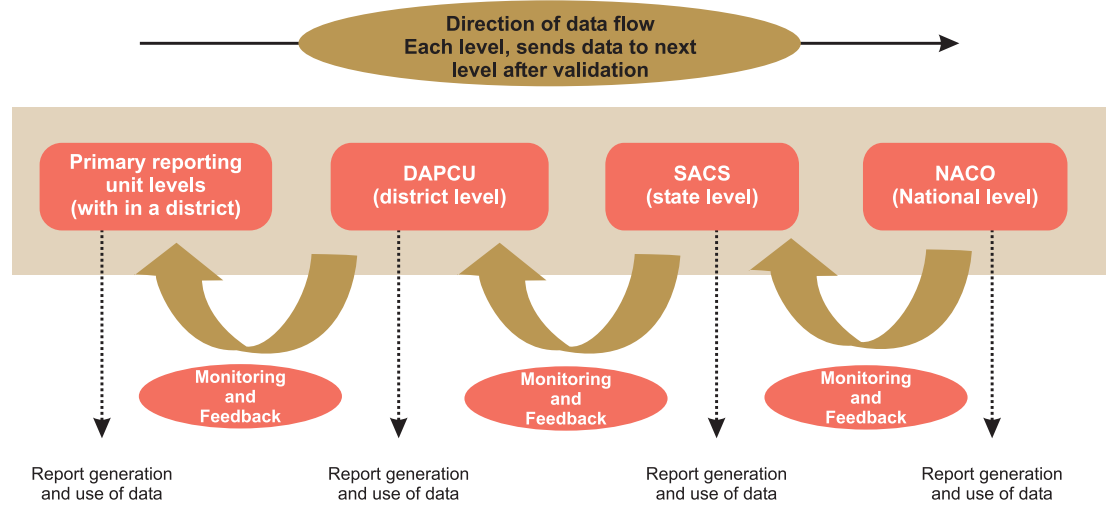 Direction of data flow
Each level, sends data to next
level after validation
Primary reporting
unit levels
(with in a district)
DAPCU
(district level)
SACS
(state level)
NACO
(National level)
Monitoring
and
Feedback
Monitoring
and
Feedback
Monitoring
and
Feedback
Report generation
and use of data
Report generation
and use of data
Report generation
and use of data
Report generation
and use of data